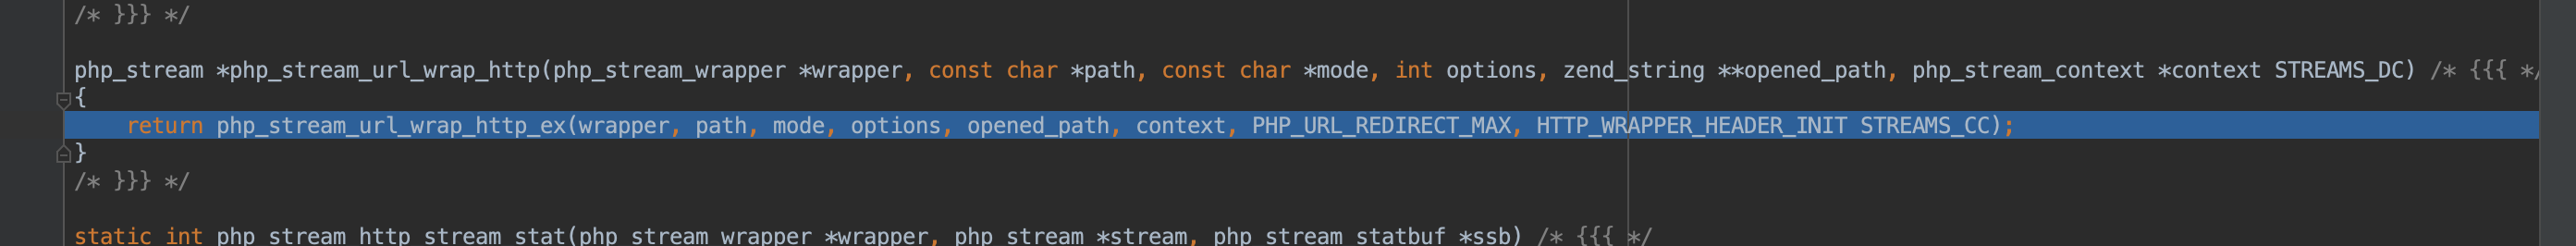 /* }}} */
php_stream *php_stream_url_wrap_http(php_stream_wrapper *wrapper, const char *path, const char *mode, int options, zend_string **opened_path, php_stream_context *context STREAMS_DC) /* {{{ */
{
    return php_stream_url_wrap_http_ex(wrapper, path, mode, options, opened_path, context, PHP_URL_REDIRECT_MAX, HTTP_WRAPPER_HEADER_INIT STREAMS_CC);
}
/* }}} */
static int php_stream_http_stream_stat(php_stream_wrapper *wrapper, php_stream *stream, php_stream_statbuf *ssb) /* {{{ */